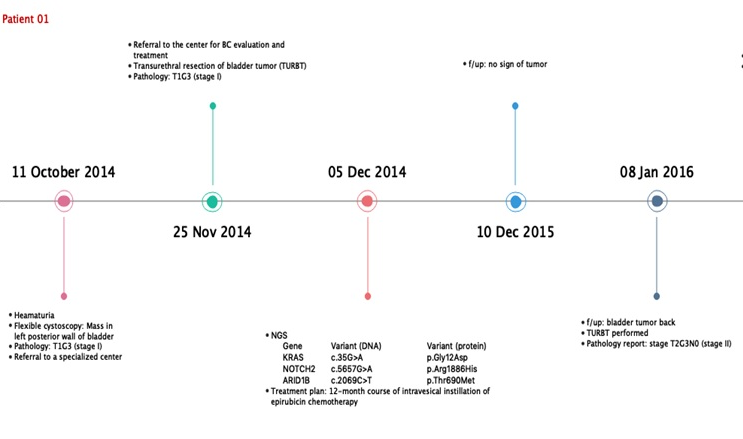 Patient 01
• Referral to the center for BC evaluation and
treatment
• Transurethral resection of bladder tumor (TURBT)
• Pathology: T1G3 (stage I)
• f/up: no sign of tumor
11 October 2014
05 Dec 2014
08 Jan 2016
25 Nov 2014
10 Dec 2015
• Heamaturia
• Flexible cystoscopy: Mass in
left posterior wall of bladder
• Pathology: T1G3 (stage I)
• Referral to a specialized center
• NGS
Gene Variant (DNA) Variant (protein)
KRAS c.35G>A p.Gly12Asp
NOTCH2 c.5657G>A p.Arg1886His
ARID1B c.2069C>T p.Thr690Met
• Treatment plan: 12-month course of intravesical instillation of
epirubicin chemotherapy
• f/up: bladder tumor back
• TURBT performed
• Pathology report: stage T2G3N0 (stage II)